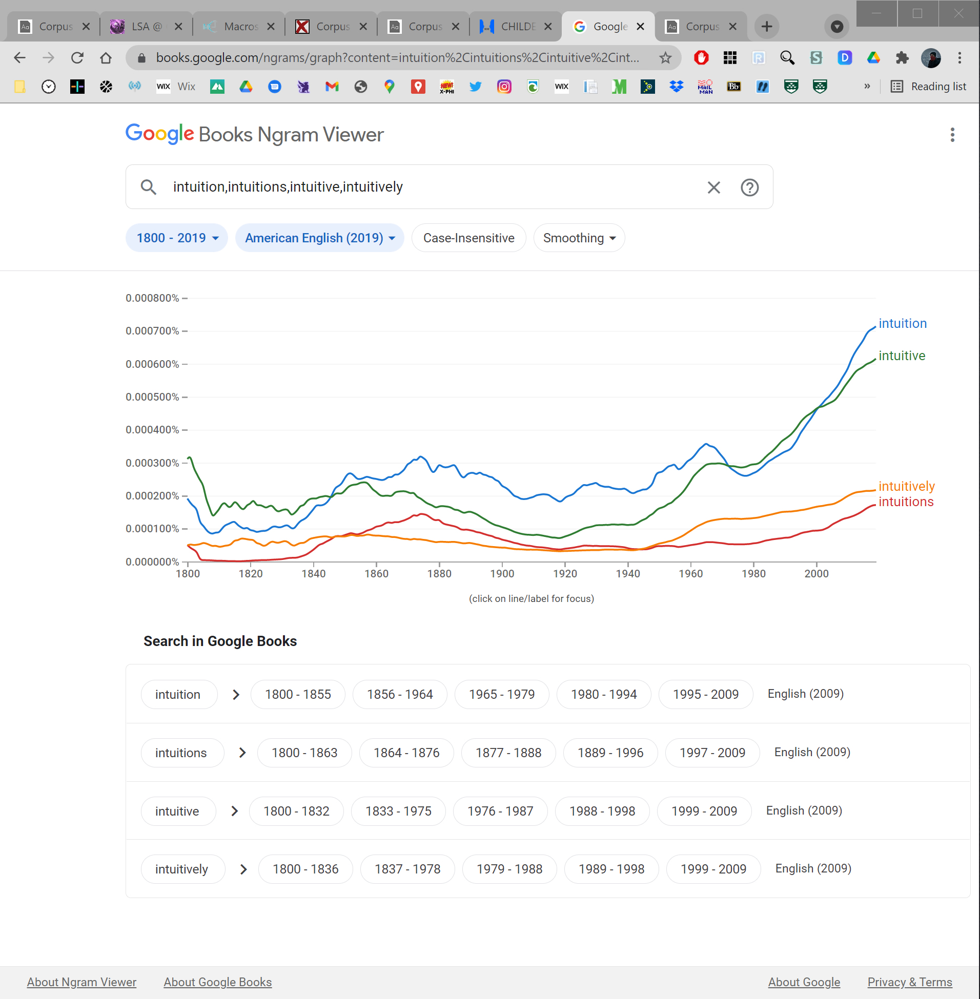 Corpus LSA @ Macros Corpus Corpus CHILDE Google Corpus
books.google.com/ngrams/graph?content=intuition%2Cintuitions%2Cintuitive%2Cint...
WIX Wix NEW! X-PHI WIX MAIL MAN Bb » Reading list
Google Books Ngram Viewer
intuition,intuitions,intuitive,intuitively
1800 - 2019 American English (2019) Case-Insensitive Smoothing
0.000800%
0.000700%
0.000600%
0.000500%
0.000400%
0.000300%
0.000200%
0.000100%
0.000000%
intuition
intuitive
intuitively
intuitions
1800 1820 1840 1860 1880 1900 1920 1940 1960 1980 2000
(click on line/label for focus)
Search in Google Books
intuition 1800 - 1855 1856 - 1964 1965 - 1979 1980 - 1994 1995 - 2009 English (2009)
intuitions 1800 - 1863 1864 - 1876 1877 - 1888 1889 - 1996 1997 - 2009 English (2009)
intuitive 1800 - 1832 1833 - 1975 1976 - 1987 1988 - 1998 1999 - 2009 English (2009)
intuitively 1800 - 1836 1837 - 1978 1979 - 1988 1989 - 1998 1999 - 2009 English (2009)
About Ngram Viewer About Google Books About Google Privacy & Terms